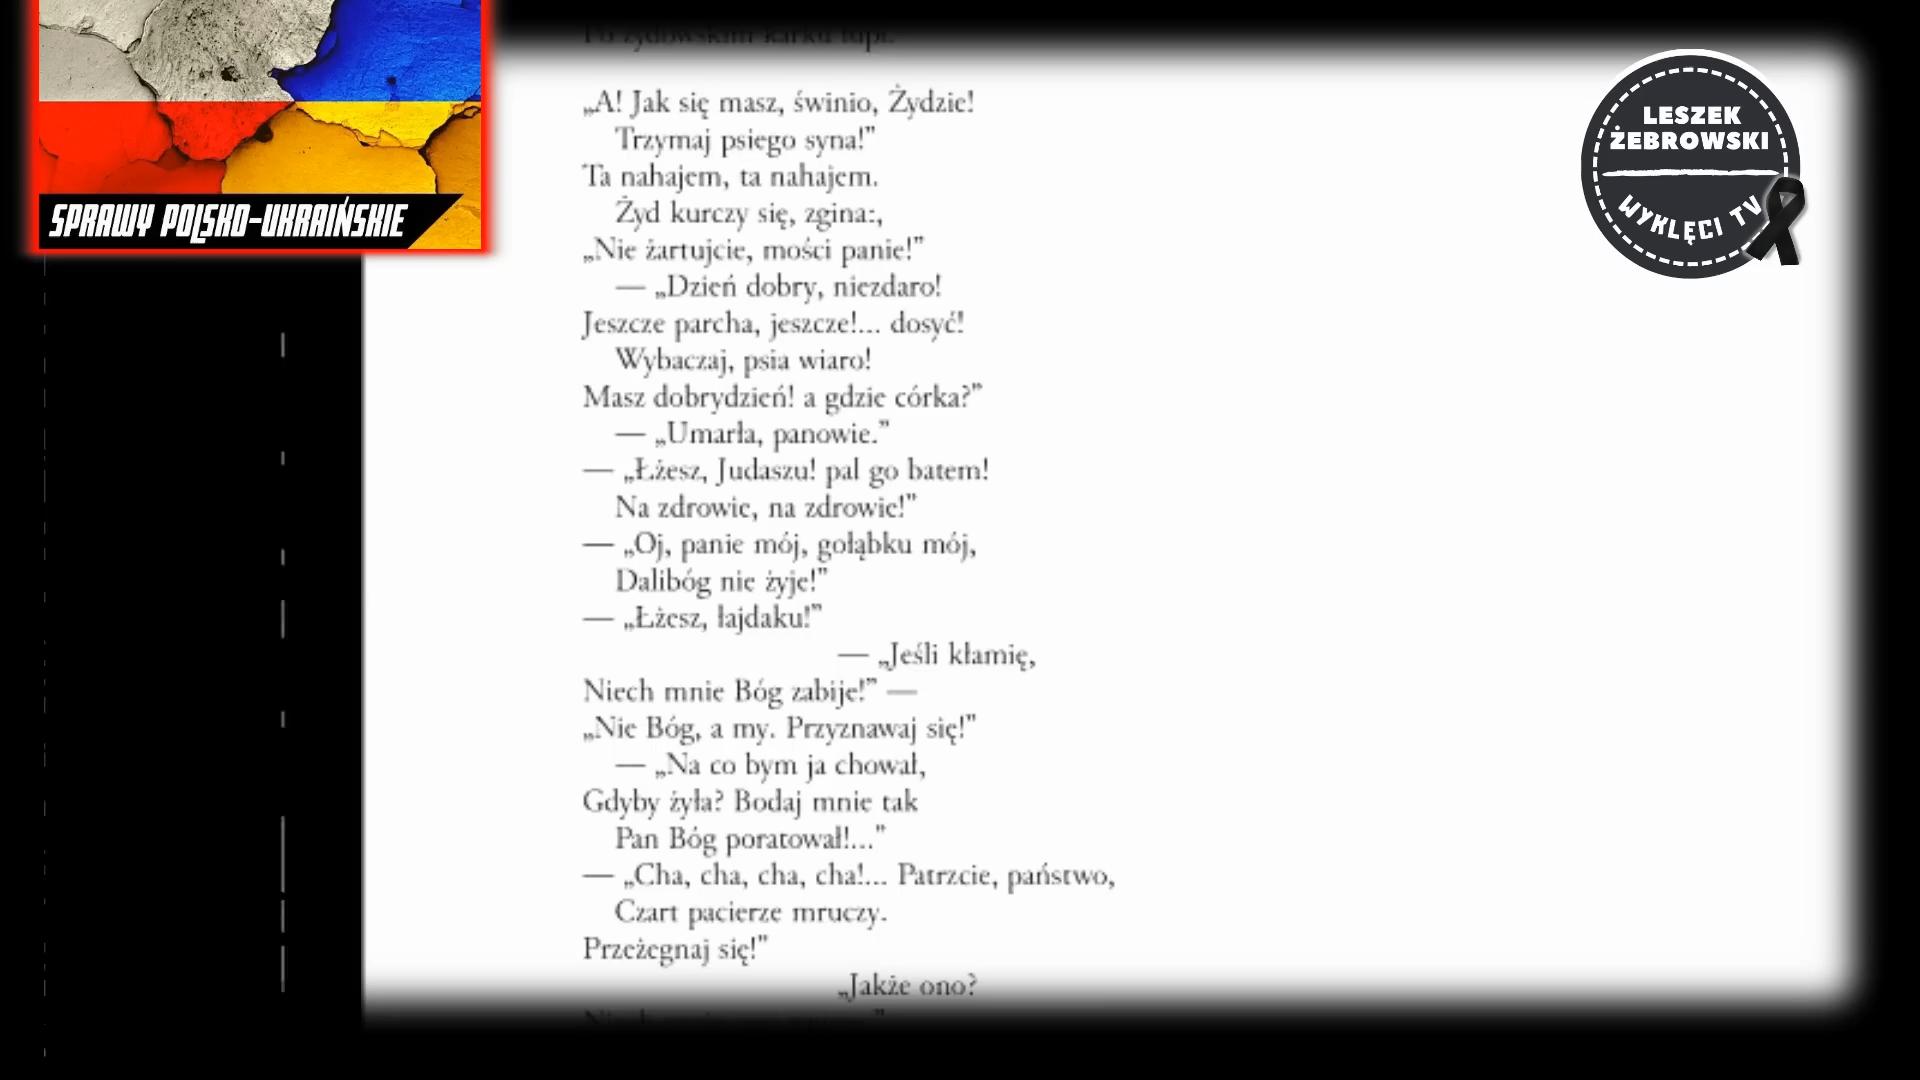 Po żydowskim karku łupi.
„A! Jak się masz, świnio, Żydzie!
Trzymaj psiego syna!”
Ta nahajem, ta nahajem.
Żyd kurczy się, zgina:,
„Nie żartujcie, mości panie!”
— „Dzień dobry, niezdaro!
Jeszcze parcha, jeszcze!... dosyć!
Wybaczaj, psia wiaro!
Masz dobrydzień! a gdzie córka?”
— „Umarła, panowie.”
— „Łżesz, Judaszu! pal go batem!
Na zdrowie, na zdrowie!”
— „Oj, panie mój, gołąbku mój,
Dalibóg nie żyje!”
— „Łżesz, łajdaku!”
— „Jeśli kłamię,
Niech mnie Bóg zabije!” —
„Nie Bóg, a my. Przyznawaj się!”
— „Na co bym ja chował,
Gdyby żyła? Bodaj mnie tak
Pan Bóg poratował!...”
— „Cha, cha, cha, cha!... Patrzcie, państwo,
Czart pacierze mruczy.
Przeżegnaj się!”
„Jakże ono?
SPRAWY POLSKO-UKRAIŃSKIE
LESZEK
ŻEBROWSKI
WYKLĘCI TV